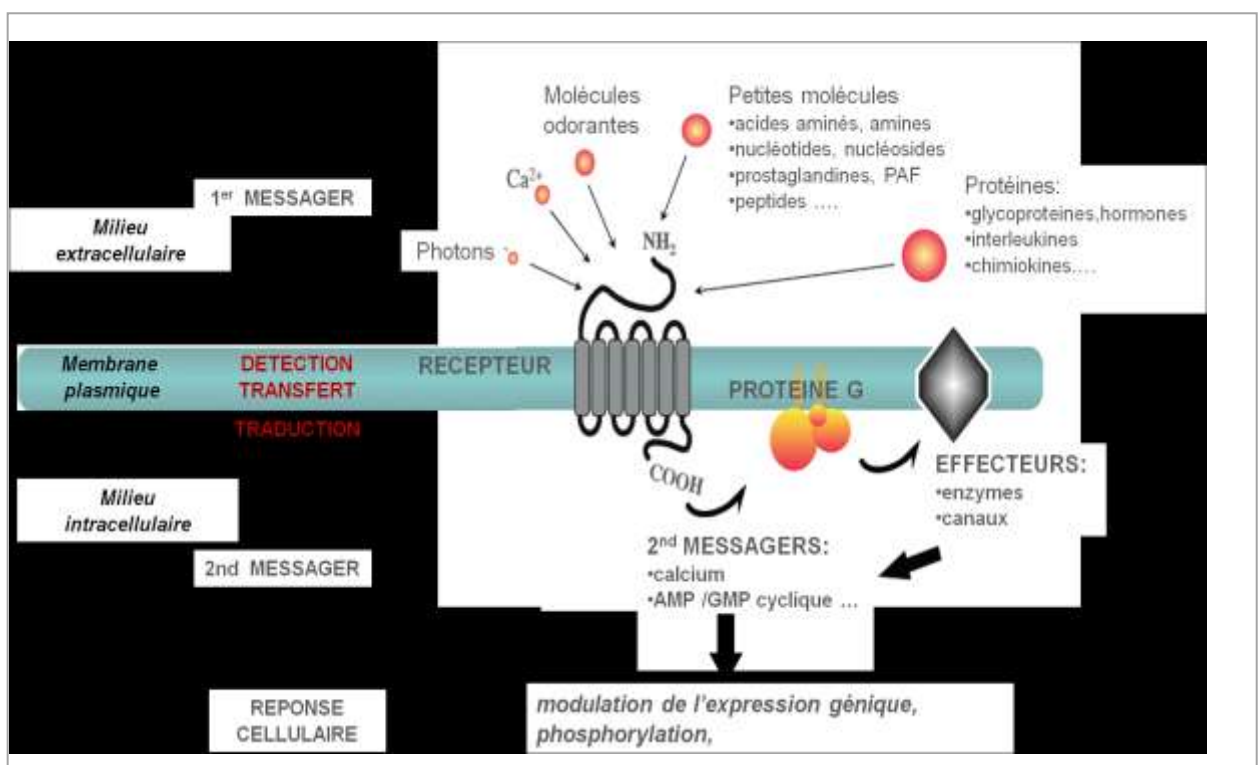 Molécules
odorantes
Petites molécules
•acides aminés, amines
•nucléotides, nucléosides
•prostaglandines, PAF
•peptides ....
Ca²⁺
Protéines:
•glycoproteines,hormones
•interleukines
•chimiokines....
1er MESSAGER
Milieu
extracellulaire
Photons
NH₂
Membrane
plasmique
DETECTION
TRANSFERT
TRADUCTION
RECEPTEUR
PROTEINE G
COOH
EFFECTEURS:
•enzymes
•canaux
Milieu
intracellulaire
2nd MESSAGER
2nd MESSAGERS:
•calcium
•AMP /GMP cyclique ...
REPONSE
CELLULAIRE
modulation de l'expression génique,
phosphorylation,